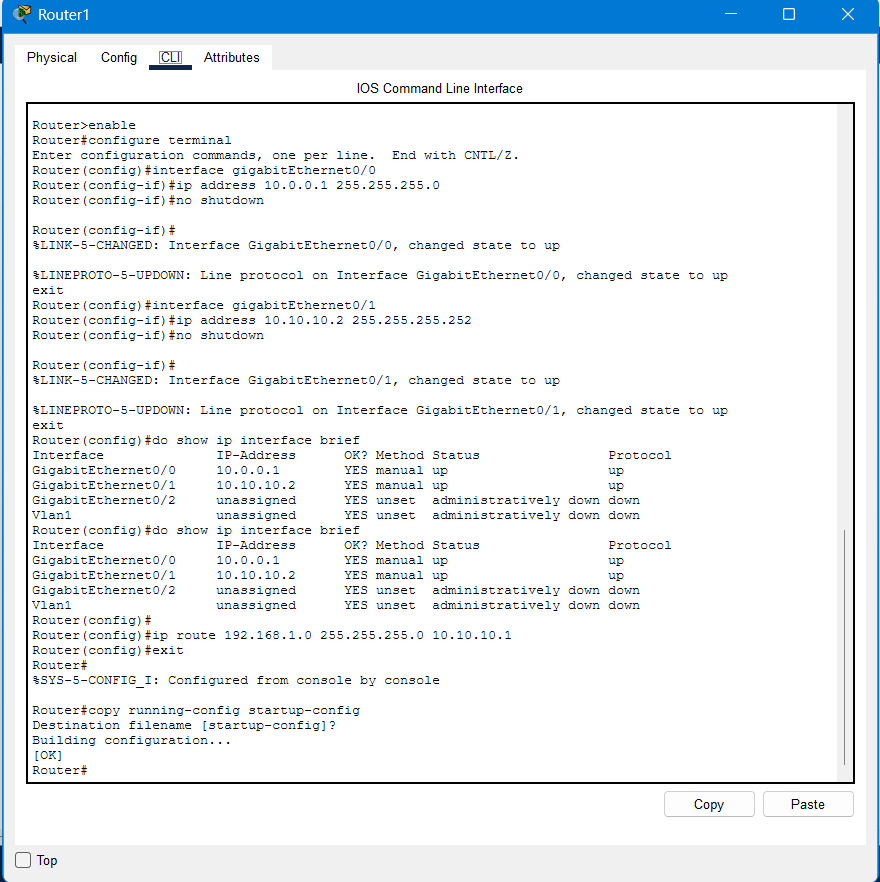 Router1
Physical Config CLI Attributes
IOS Command Line Interface
Router>enable
Router#configure terminal
Enter configuration commands, one per line.  End with CNTL/Z.
Router(config)#interface gigabitEthernet0/0
Router(config-if)#ip address 10.0.0.1 255.255.255.0
Router(config-if)#no shutdown
Router(config-if)#
%LINK-5-CHANGED: Interface GigabitEthernet0/0, changed state to up
%LINEPROTO-5-UPDOWN: Line protocol on Interface GigabitEthernet0/0, changed state to up
exit
Router(config)#interface gigabitEthernet0/1
Router(config-if)#ip address 10.10.10.2 255.255.255.252
Router(config-if)#no shutdown
Router(config-if)#
%LINK-5-CHANGED: Interface GigabitEthernet0/1, changed state to up
%LINEPROTO-5-UPDOWN: Line protocol on Interface GigabitEthernet0/1, changed state to up
exit
Router(config)#do show ip interface brief
Interface              IP-Address      OK? Method Status                Protocol
GigabitEthernet0/0     10.0.0.1        YES manual up                    up
GigabitEthernet0/1     10.10.10.2      YES manual up                    up
GigabitEthernet0/2     unassigned      YES unset  administratively down down
Vlan1                  unassigned      YES unset  administratively down down
Router(config)#do show ip interface brief
Interface              IP-Address      OK? Method Status                Protocol
GigabitEthernet0/0     10.0.0.1        YES manual up                    up
GigabitEthernet0/1     10.10.10.2      YES manual up                    up
GigabitEthernet0/2     unassigned      YES unset  administratively down down
Vlan1                  unassigned      YES unset  administratively down down
Router(config)#
Router(config)#ip route 192.168.1.0 255.255.255.0 10.10.10.1
Router(config)#exit
Router#
%SYS-5-CONFIG_I: Configured from console by console
Router#copy running-config startup-config
Destination filename [startup-config]?
Building configuration...
[OK]
Router#
Copy Paste
Top